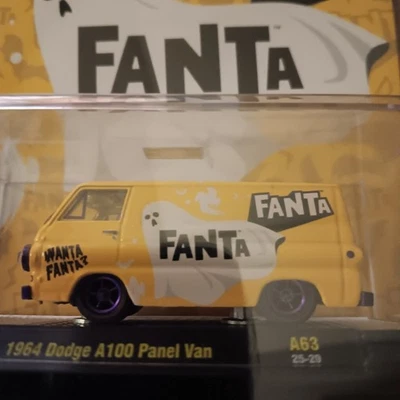 FANTA
FANTA
WANTA
FANTA?
FANTA
1964 Dodge A100 Panel Van
A63
25-29